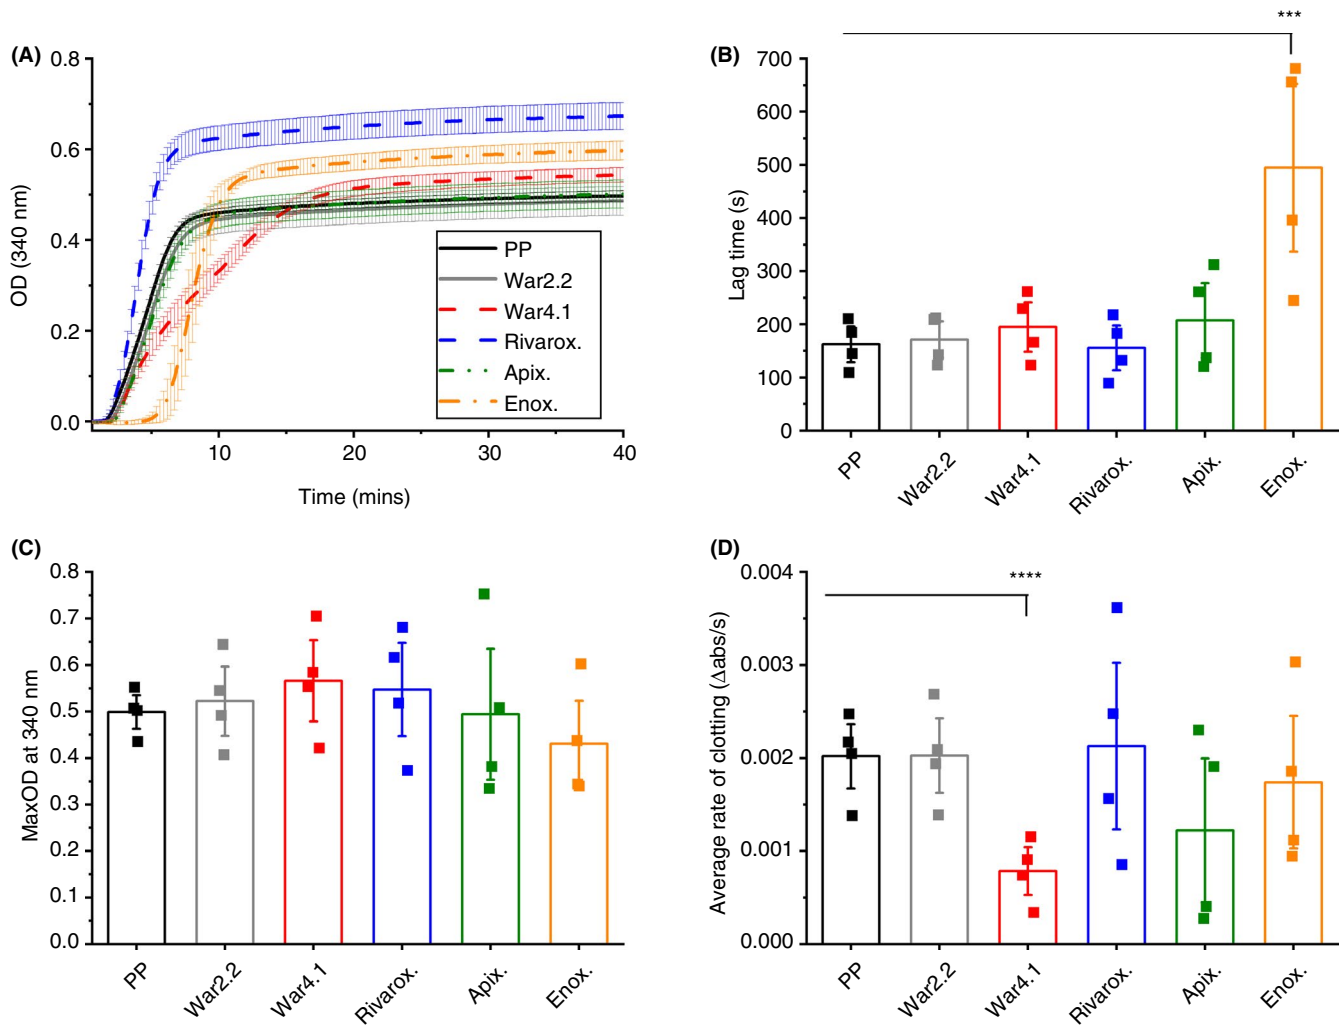 (A)
0.8
0.6
0.4
0.2
0.0
OD (340 nm)
10
20
30
40
Time (mins)
PP
War2.2
War4.1
Rivarox.
Apix.
Enox.
(B)
***
700
600
500
400
300
200
100
0
Lag time (s)
PP
War2.2
War4.1
Rivarox.
Apix.
Enox.
(C)
0.8
0.7
0.6
0.5
0.4
0.3
0.2
0.1
0.0
MaxOD at 340 nm
PP
War2.2
War4.1
Rivarox.
Apix.
Enox.
(D)
****
0.004
0.003
0.002
0.001
0.000
Average rate of clotting (Δabs/s)
PP
War2.2
War4.1
Rivarox.
Apix.
Enox.